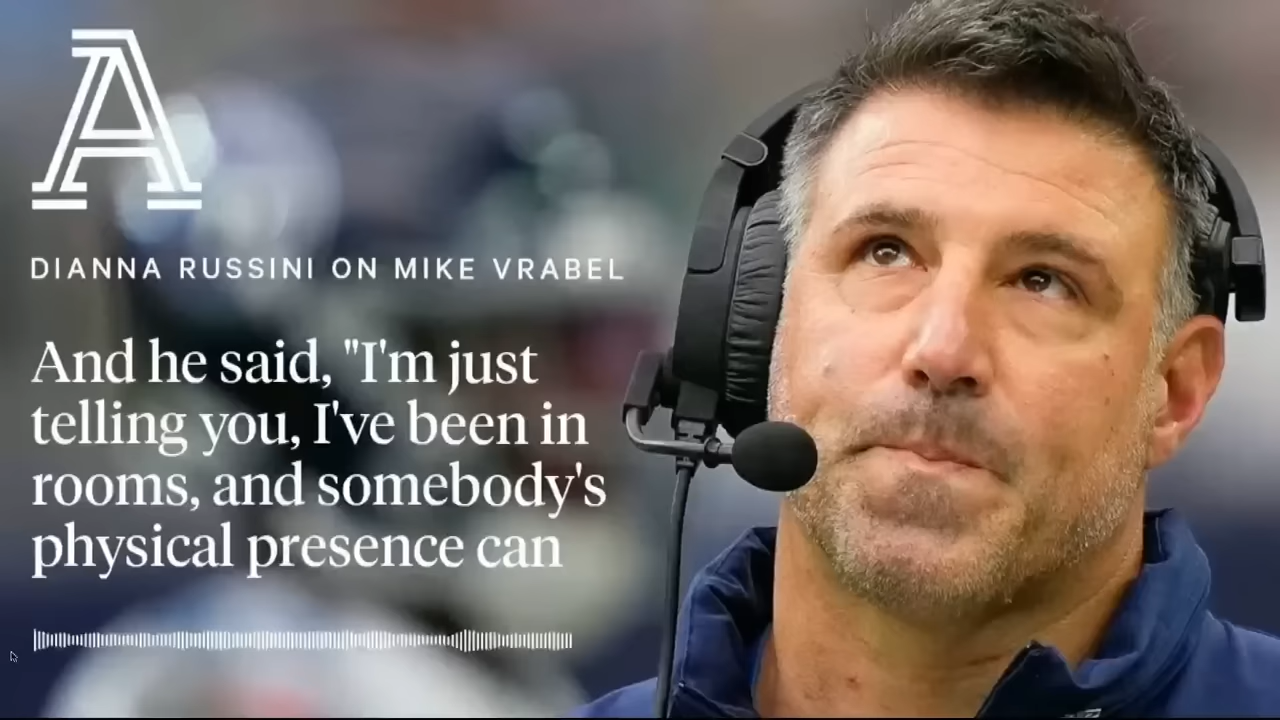 A
DIANNA RUSSINI ON MIKE VRABEL
And he said, "I'm just
telling you, I've been in
rooms, and somebody's
physical presence can